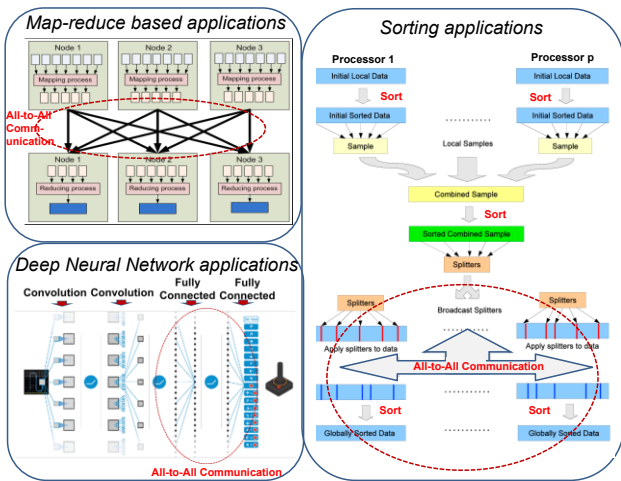 Map-reduce based applications
Node 1
Node 2
Node 3
Mapping process
Mapping process
Mapping process
All-to-All
Comm-
unication
Node 1
Node 2
Node 3
Reducing process
Reducing process
Reducing process
Deep Neural Network applications
Convolution
Convolution
Fully
Connected
Fully
Connected
All-to-All Communication
Sorting applications
Processor 1
Processor p
Initial Local Data
Initial Local Data
Sort
Sort
Initial Sorted Data
Initial Sorted Data
Sample
Local Samples
Sample
Combined Sample
Sort
Sorted Combined Sample
Splitters
Splitters
Broadcast Splitters
Splitters
Apply splitters to data
Apply splitters to data
All-to-All Communication
Sort
Sort
Globally Sorted Data
Globally Sorted Data